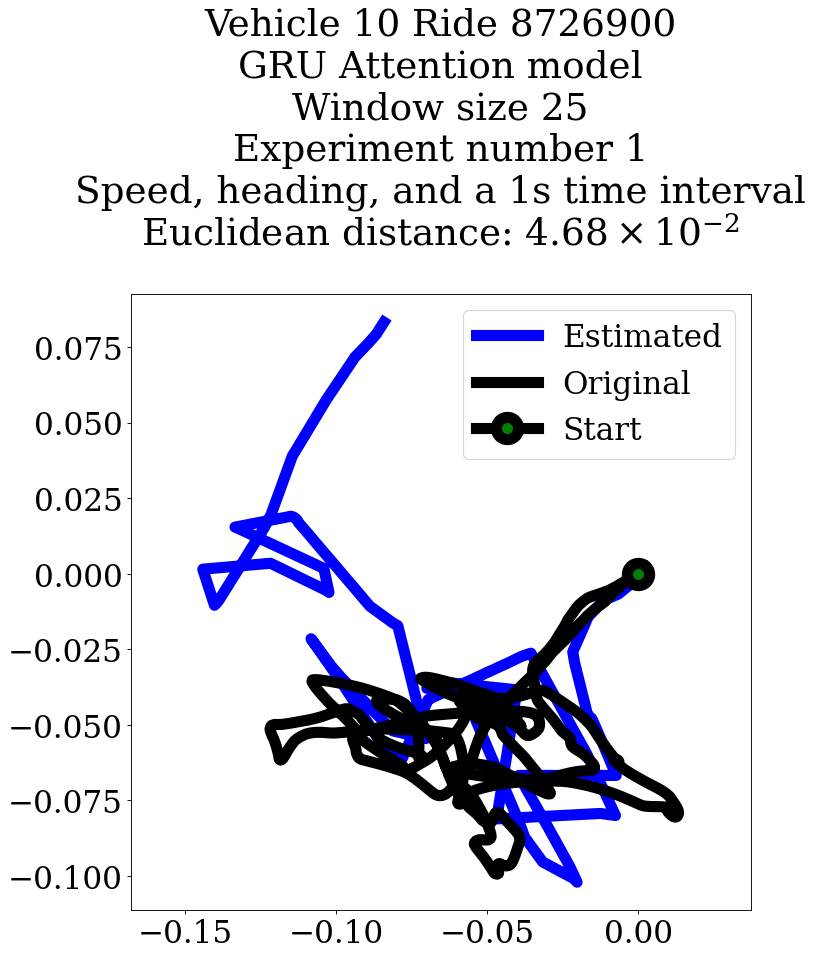 Vehicle 10 Ride 8726900
GRU Attention model
Window size 25
Experiment number 1
Speed, heading, and a 1s time interval
Euclidean distance: 4.68 × 10⁻²
Estimated
Original
Start
0.075
0.050
0.025
0.000
−0.025
−0.050
−0.075
−0.100
−0.15
−0.10
−0.05
0.00